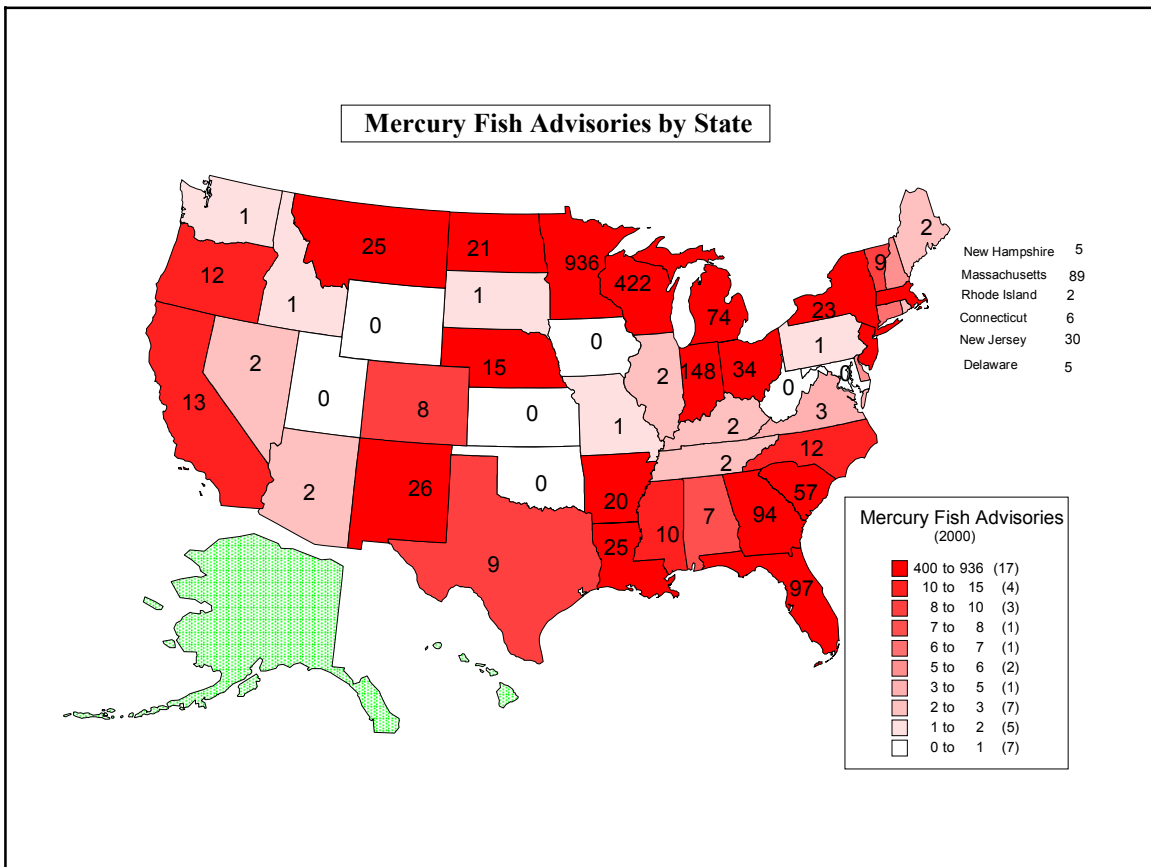 Mercury Fish Advisories by State
1
25
21
936
2
12
1
1
422
9
New Hampshire 5
Massachusetts 89
Rhode Island 2
Connecticut 6
New Jersey 30
Delaware 5
0
74
23
2
0
15
0
2
148
34
1
0
0
13
8
0
1
2
3
2
26
0
2
12
20
10
7
94
57
9
25
97
Mercury Fish Advisories
(2000)
400 to 936 (17)
10 to 15 (4)
8 to 10 (3)
7 to 8 (1)
6 to 7 (1)
5 to 6 (2)
3 to 5 (1)
2 to 3 (7)
1 to 2 (5)
0 to 1 (7)